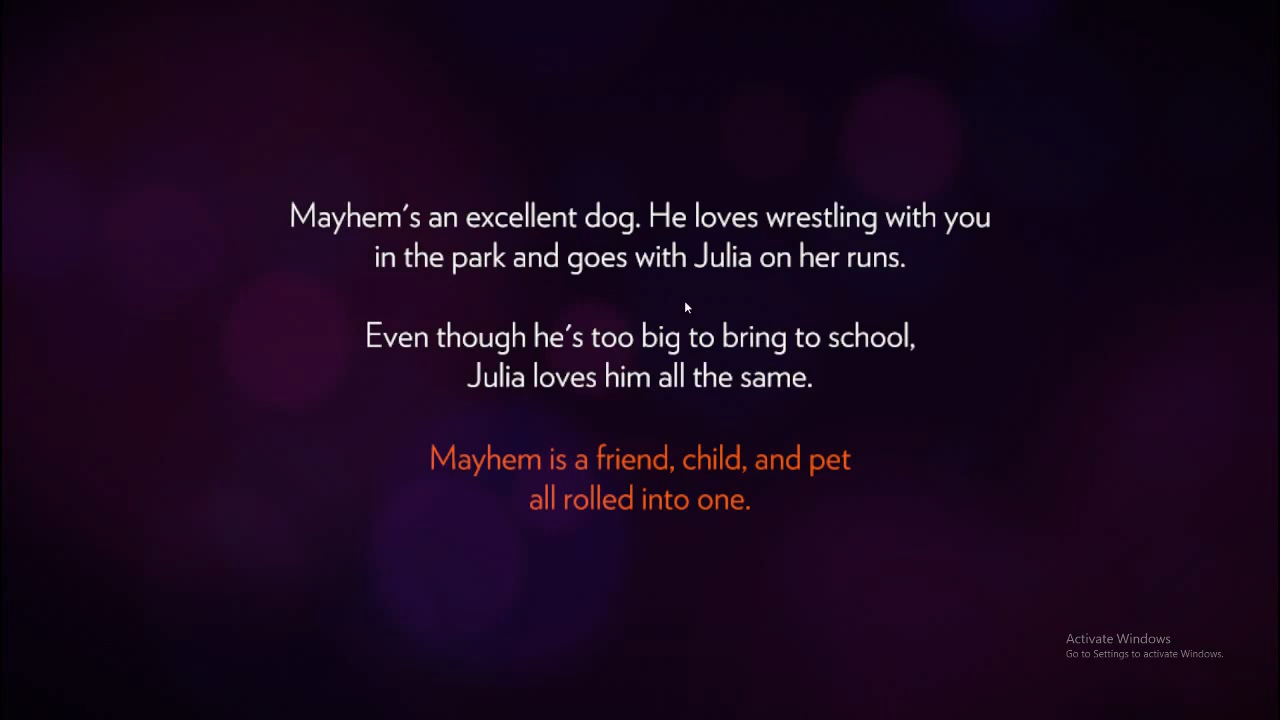 Mayhem's an excellent dog. He loves wrestling with you
in the park and goes with Julia on her runs.
Even though he's too big to bring to school,
Julia loves him all the same.
Mayhem is a friend, child, and pet
all rolled into one.
Activate Windows
Go to Settings to activate Windows.